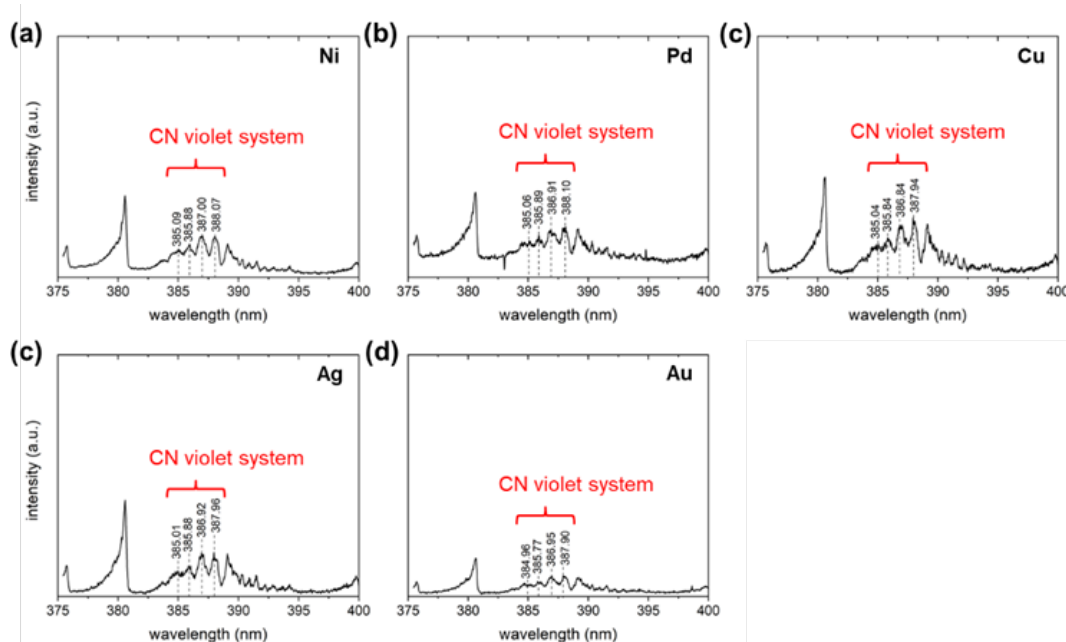 (a)
Ni
CN violet system
385.09
385.88
387.00
388.07
intensity (a.u.)
375 380 385 390 395 400
wavelength (nm)
(b)
Pd
CN violet system
385.06
385.89
386.91
388.10
375 380 385 390 395 400
wavelength (nm)
(c)
Cu
CN violet system
385.04
385.84
386.84
387.94
375 380 385 390 395 400
wavelength (nm)
(c)
Ag
CN violet system
385.01
385.88
386.92
387.96
intensity (a.u.)
375 380 385 390 395 400
wavelength (nm)
(d)
Au
CN violet system
384.96
385.77
386.95
387.90
375 380 385 390 395 400
wavelength (nm)